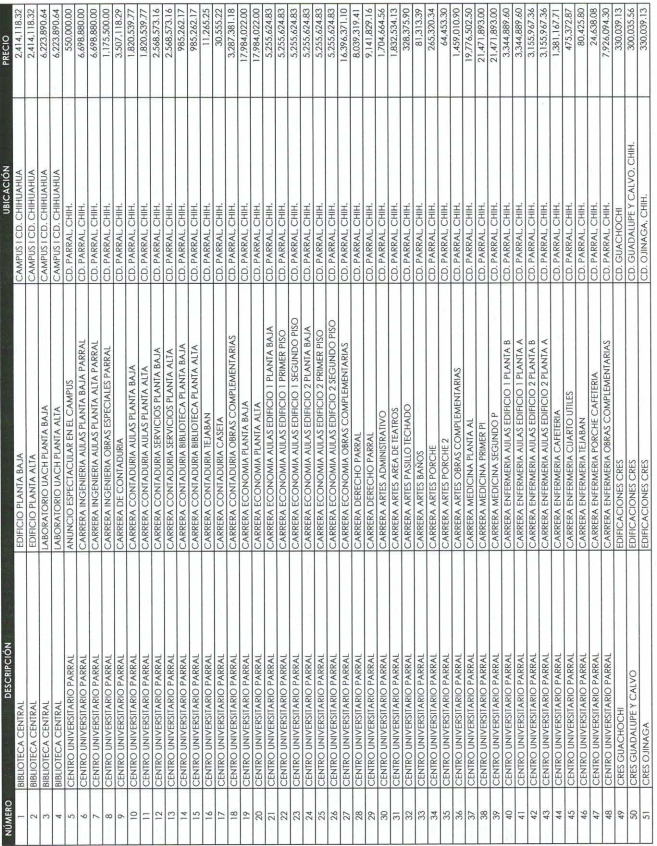 NÚMERO DESCRIPCIÓN UBICACIÓN PRECIO
1 BIBLIOTECA CENTRAL EDIFICIO PLANTA BAJA CAMPUS I CD. CHIHUAHUA 2,414,118.32
2 BIBLIOTECA CENTRAL EDIFICIO PLANTA ALTA CAMPUS I CD. CHIHUAHUA 2,414,118.32
3 BIBLIOTECA CENTRAL LABORATORIO UACH PLANTA BAJA CAMPUS I CD. CHIHUAHUA 6,223,890.64
4 BIBLIOTECA CENTRAL LABORATORIO UACH PLANTA ALTA CAMPUS I CD. CHIHUAHUA 6,223,890.64
5 CENTRO UNIVERSITARIO PARRAL ANUNCIO ESPECTACULAR EN EL CAMPUS CD. PARRAL, CHIH. 550,000.00
6 CENTRO UNIVERSITARIO PARRAL CARRERA INGENIERIA AULAS PLANTA BAJA PARRAL CD. PARRAL, CHIH. 6,698,880.00
7 CENTRO UNIVERSITARIO PARRAL CARRERA INGENIERIA AULAS PLANTA ALTA PARRAL CD. PARRAL, CHIH. 6,698,880.00
8 CENTRO UNIVERSITARIO PARRAL CARRERA INGENIERIA OBRAS ESPECIALES PARRAL CD. PARRAL, CHIH. 1,175,500.00
9 CENTRO UNIVERSITARIO PARRAL CARRERA DE CONTADURIA CD. PARRAL, CHIH. 3,507,118.29
10 CENTRO UNIVERSITARIO PARRAL CARRERA CONTADURIA AULAS PLANTA BAJA CD. PARRAL, CHIH. 1,820,539.77
11 CENTRO UNIVERSITARIO PARRAL CARRERA CONTADURIA AULAS PLANTA ALTA CD. PARRAL, CHIH. 1,820,539.77
12 CENTRO UNIVERSITARIO PARRAL CARRERA CONTADURIA SERVICIOS PLANTA BAJA CD. PARRAL, CHIH. 2,568,573.16
13 CENTRO UNIVERSITARIO PARRAL CARRERA CONTADURIA SERVICIOS PLANTA ALTA CD. PARRAL, CHIH. 2,568,573.16
14 CENTRO UNIVERSITARIO PARRAL CARRERA CONTADURIA BIBLIOTECA PLANTA BAJA CD. PARRAL, CHIH. 985,262.71
15 CENTRO UNIVERSITARIO PARRAL CARRERA CONTADURIA BIBLIOTECA PLANTA ALTA CD. PARRAL, CHIH. 985,262.71
16 CENTRO UNIVERSITARIO PARRAL CARRERA CONTADURIA TEJABAN CD. PARRAL, CHIH. 11,265.25
17 CENTRO UNIVERSITARIO PARRAL CARRERA CONTADURIA CASETA CD. PARRAL, CHIH. 30,555.22
18 CENTRO UNIVERSITARIO PARRAL CARRERA CONTADURIA OBRAS COMPLEMENTARIAS CD. PARRAL, CHIH. 3,287,381.18
19 CENTRO UNIVERSITARIO PARRAL CARRERA ECONOMIA PLANTA BAJA CD. PARRAL, CHIH. 17,984,022.00
20 CENTRO UNIVERSITARIO PARRAL CARRERA ECONOMIA PLANTA ALTA CD. PARRAL, CHIH. 17,984,022.00
21 CENTRO UNIVERSITARIO PARRAL CARRERA ECONOMIA AULAS EDIFICIO 1 PLANTA BAJA CD. PARRAL, CHIH. 5,255,624.83
22 CENTRO UNIVERSITARIO PARRAL CARRERA ECONOMIA AULAS EDIFICIO 1 PRIMER PISO CD. PARRAL, CHIH. 5,255,624.83
23 CENTRO UNIVERSITARIO PARRAL CARRERA ECONOMIA AULAS EDIFICIO 1 SEGUNDO PISO CD. PARRAL, CHIH. 5,255,624.83
24 CENTRO UNIVERSITARIO PARRAL CARRERA ECONOMIA AULAS EDIFICIO 2 PLANTA BAJA CD. PARRAL, CHIH. 5,255,624.83
25 CENTRO UNIVERSITARIO PARRAL CARRERA ECONOMIA AULAS EDIFICIO 2 PRIMER PISO CD. PARRAL, CHIH. 5,255,624.83
26 CENTRO UNIVERSITARIO PARRAL CARRERA ECONOMIA AULAS EDIFCIO 2 SEGUNDO PISO CD. PARRAL, CHIH. 5,255,624.83
27 CENTRO UNIVERSITARIO PARRAL CARRERA ECONOMIA OBRAS COMPLEMENTARIAS CD. PARRAL, CHIH. 16,396,371.10
28 CENTRO UNIVERSITARIO PARRAL CARRERA DERECHO PARRAL CD. PARRAL, CHIH. 8,039,319.41
29 CENTRO UNIVERSITARIO PARRAL CARRERA DERECHO PARRAL CD. PARRAL, CHIH. 9,141,829.16
30 CENTRO UNIVERSITARIO PARRAL CARRERA ARTES ADMINISTRATIVO CD. PARRAL, CHIH. 1,704,644.56
31 CENTRO UNIVERSITARIO PARRAL CARRERA ARTES AREA DE TEATROS CD. PARRAL, CHIH. 1,832,534.13
32 CENTRO UNIVERSITARIO PARRAL CARRERA ARTES PASILLO TECHADO CD. PARRAL, CHIH. 328,375.90
33 CENTRO UNIVERSITARIO PARRAL CARRERA ARTES BAÑOS CD. PARRAL, CHIH. 81,313.39
34 CENTRO UNIVERSITARIO PARRAL CARRERA ARTES PORCHE CD. PARRAL, CHIH. 265,320.34
35 CENTRO UNIVERSITARIO PARRAL CARRERA ARTES PORCHE 2 CD. PARRAL, CHIH. 64,453.30
36 CENTRO UNIVERSITARIO PARRAL CARRERA ARTES OBRAS COMPLEMENTARIAS CD. PARRAL, CHIH. 1,459,010.90
37 CENTRO UNIVERSITARIO PARRAL CARRERA MEDICINA PLANTA AL CD. PARRAL, CHIH. 19,776,502.50
38 CENTRO UNIVERSITARIO PARRAL CARRERA MEDICINA PRIMER PI CD. PARRAL, CHIH. 21,471,893.00
39 CENTRO UNIVERSITARIO PARRAL CARRERA MEDICINA SEGUNDO P CD. PARRAL, CHIH. 21,471,893.00
40 CENTRO UNIVERSITARIO PARRAL CARRERA ENFERMERIA AULAS EDIFICIO 1 PLANTA B CD. PARRAL, CHIH. 3,344,889.60
41 CENTRO UNIVERSITARIO PARRAL CARRERA ENFERMERIA AULAS EDIFICIO 1 PLANTA A CD. PARRAL, CHIH. 3,344,889.60
42 CENTRO UNIVERSITARIO PARRAL CARRERA ENFERMERIA AULAS EDIFICIO 2 PLANTA B CD. PARRAL, CHIH. 3,155,967.36
43 CENTRO UNIVERSITARIO PARRAL CARRERA ENFERMERIA AULAS EDIFICIO 2 PLANTA A CD. PARRAL, CHIH. 3,155,967.36
44 CENTRO UNIVERSITARIO PARRAL CARRERA ENFERMERIA CAFETERIA CD. PARRAL, CHIH. 1,381,167.71
45 CENTRO UNIVERSITARIO PARRAL CARRERA ENFERMERIA CUARTO UTILES CD. PARRAL, CHIH. 475,372.87
46 CENTRO UNIVERSITARIO PARRAL CARRERA ENFERMERIA TEJABAN CD. PARRAL, CHIH. 80,425.80
47 CENTRO UNIVERSITARIO PARRAL CARRERA ENFERMERIA PORCHE CAFETERIA CD. PARRAL, CHIH. 24,638.08
48 CENTRO UNIVERSITARIO PARRAL CARRERA ENFERMERIA OBRAS COMPLEMENTARIAS CD. PARRAL, CHIH. 7,926,094.30
49 CRES GUACHOCHI EDIFICACIONES CRES CD. GUACHOCHI 330,039.13
50 CRES GUADALUPE Y CALVO EDIFICACIONES CRES CD. GUADALUPE Y CALVO, CHIH. 300,035.56
51 CRES OJINAGA EDIFICACIONES CRES CD. OJINAGA, CHIH. 330,039.13